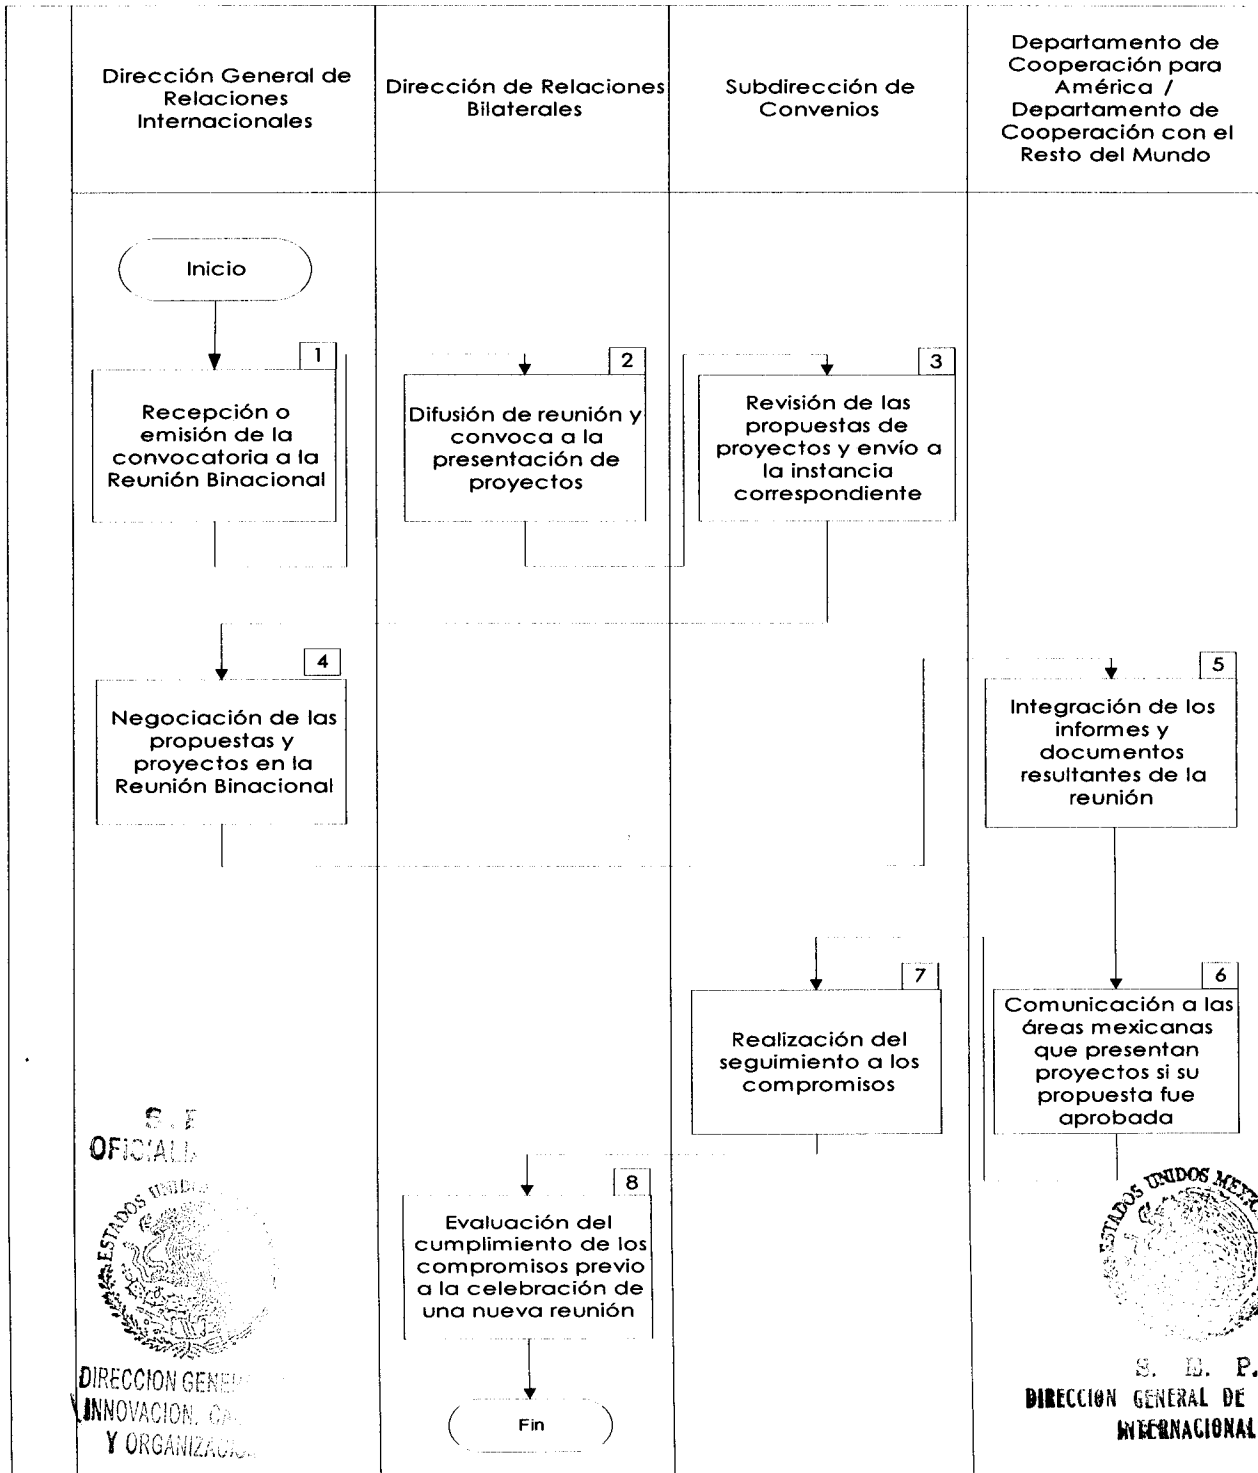 Dirección General de
Relaciones
Internacionales
Dirección de Relaciones
Bilaterales
Subdirección de
Convenios
Departamento de
Cooperación para
América /
Departamento de
Cooperación con el
Resto del Mundo
Inicio
1
Recepción o
emisión de la
convocatoria a la
Reunión Binacional
2
Difusión de reunión y
convoca a la
presentación de
proyectos
3
Revisión de las
propuestas de
proyectos y envío a
la instancia
correspondiente
4
Negociación de las
propuestas y
proyectos en la
Reunión Binacional
5
Integración de los
informes y
documentos
resultantes de la
reunión
6
Comunicación a las
áreas mexicanas
que presentan
proyectos si su
propuesta fue
aprobada
7
Realización del
seguimiento a los
compromisos
8
Evaluación del
cumplimiento de los
compromisos previo
a la celebración de
una nueva reunión
Fin
S.
ESTADOS
DIRECCION
INNOVACION,
Y
ESTADOS UNIDOS
S. E. P.
DIRECCION GENERAL DE
INTERNACIONAL